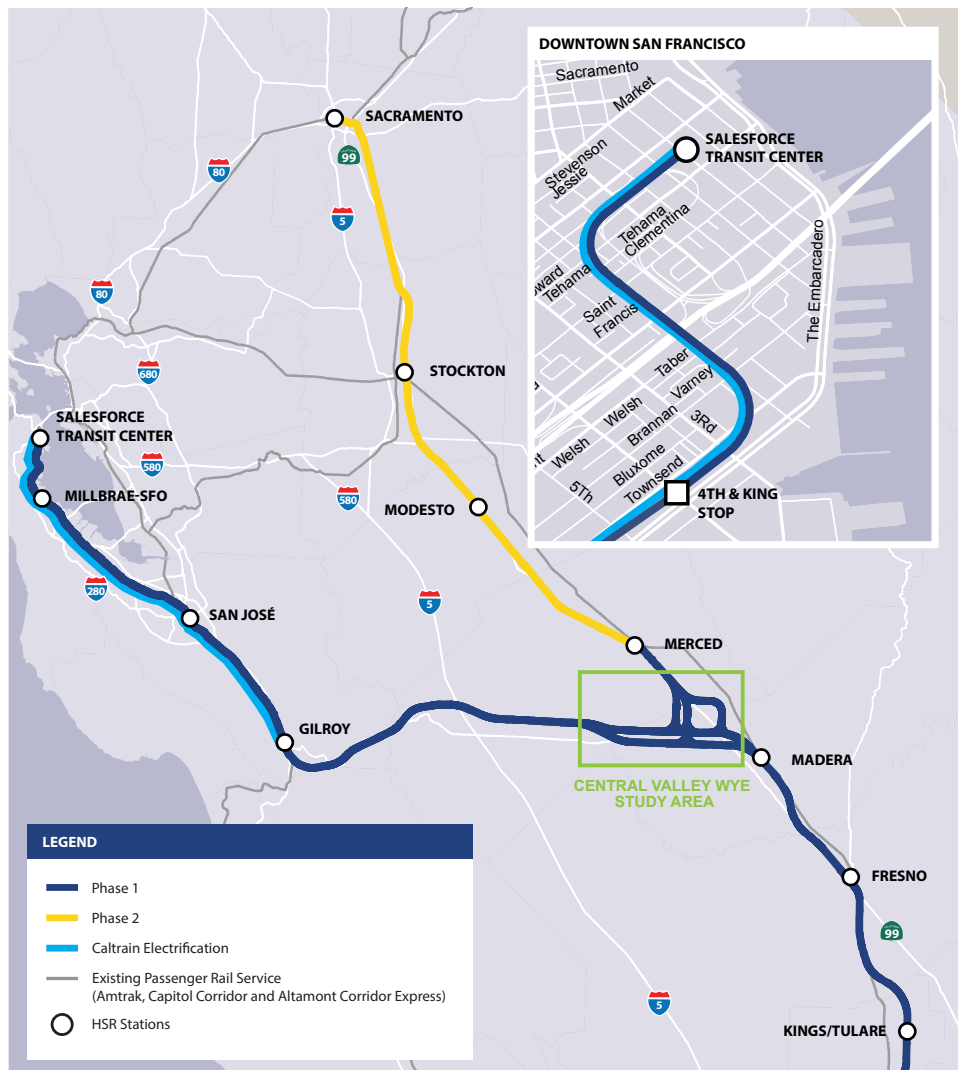 DOWNTOWN SAN FRANCISCO
Sacramento
Market
SALESFORCE
TRANSIT CENTER
Stevenson
Jessie
Tehama
Clementina
Tehama
Saint
Francis
The Embarcadero
Taber
Varney
Welsh
Brannan
3Rd
Welsh
Bluxome
Townsend
5Th
4TH & KING
STOP
SACRAMENTO
99
80
5
80
STOCKTON
680
SALESFORCE
TRANSIT CENTER
580
580
MILLBRAE-SFO
MODESTO
280
5
SAN JOSÉ
MERCED
GILROY
MADERA
CENTRAL VALLEY WYE
STUDY AREA
FRESNO
99
5
KINGS/TULARE
LEGEND
Phase 1
Phase 2
Caltrain Electrification
Existing Passenger Rail Service
(Amtrak, Capitol Corridor and Altamont Corridor Express)
HSR Stations